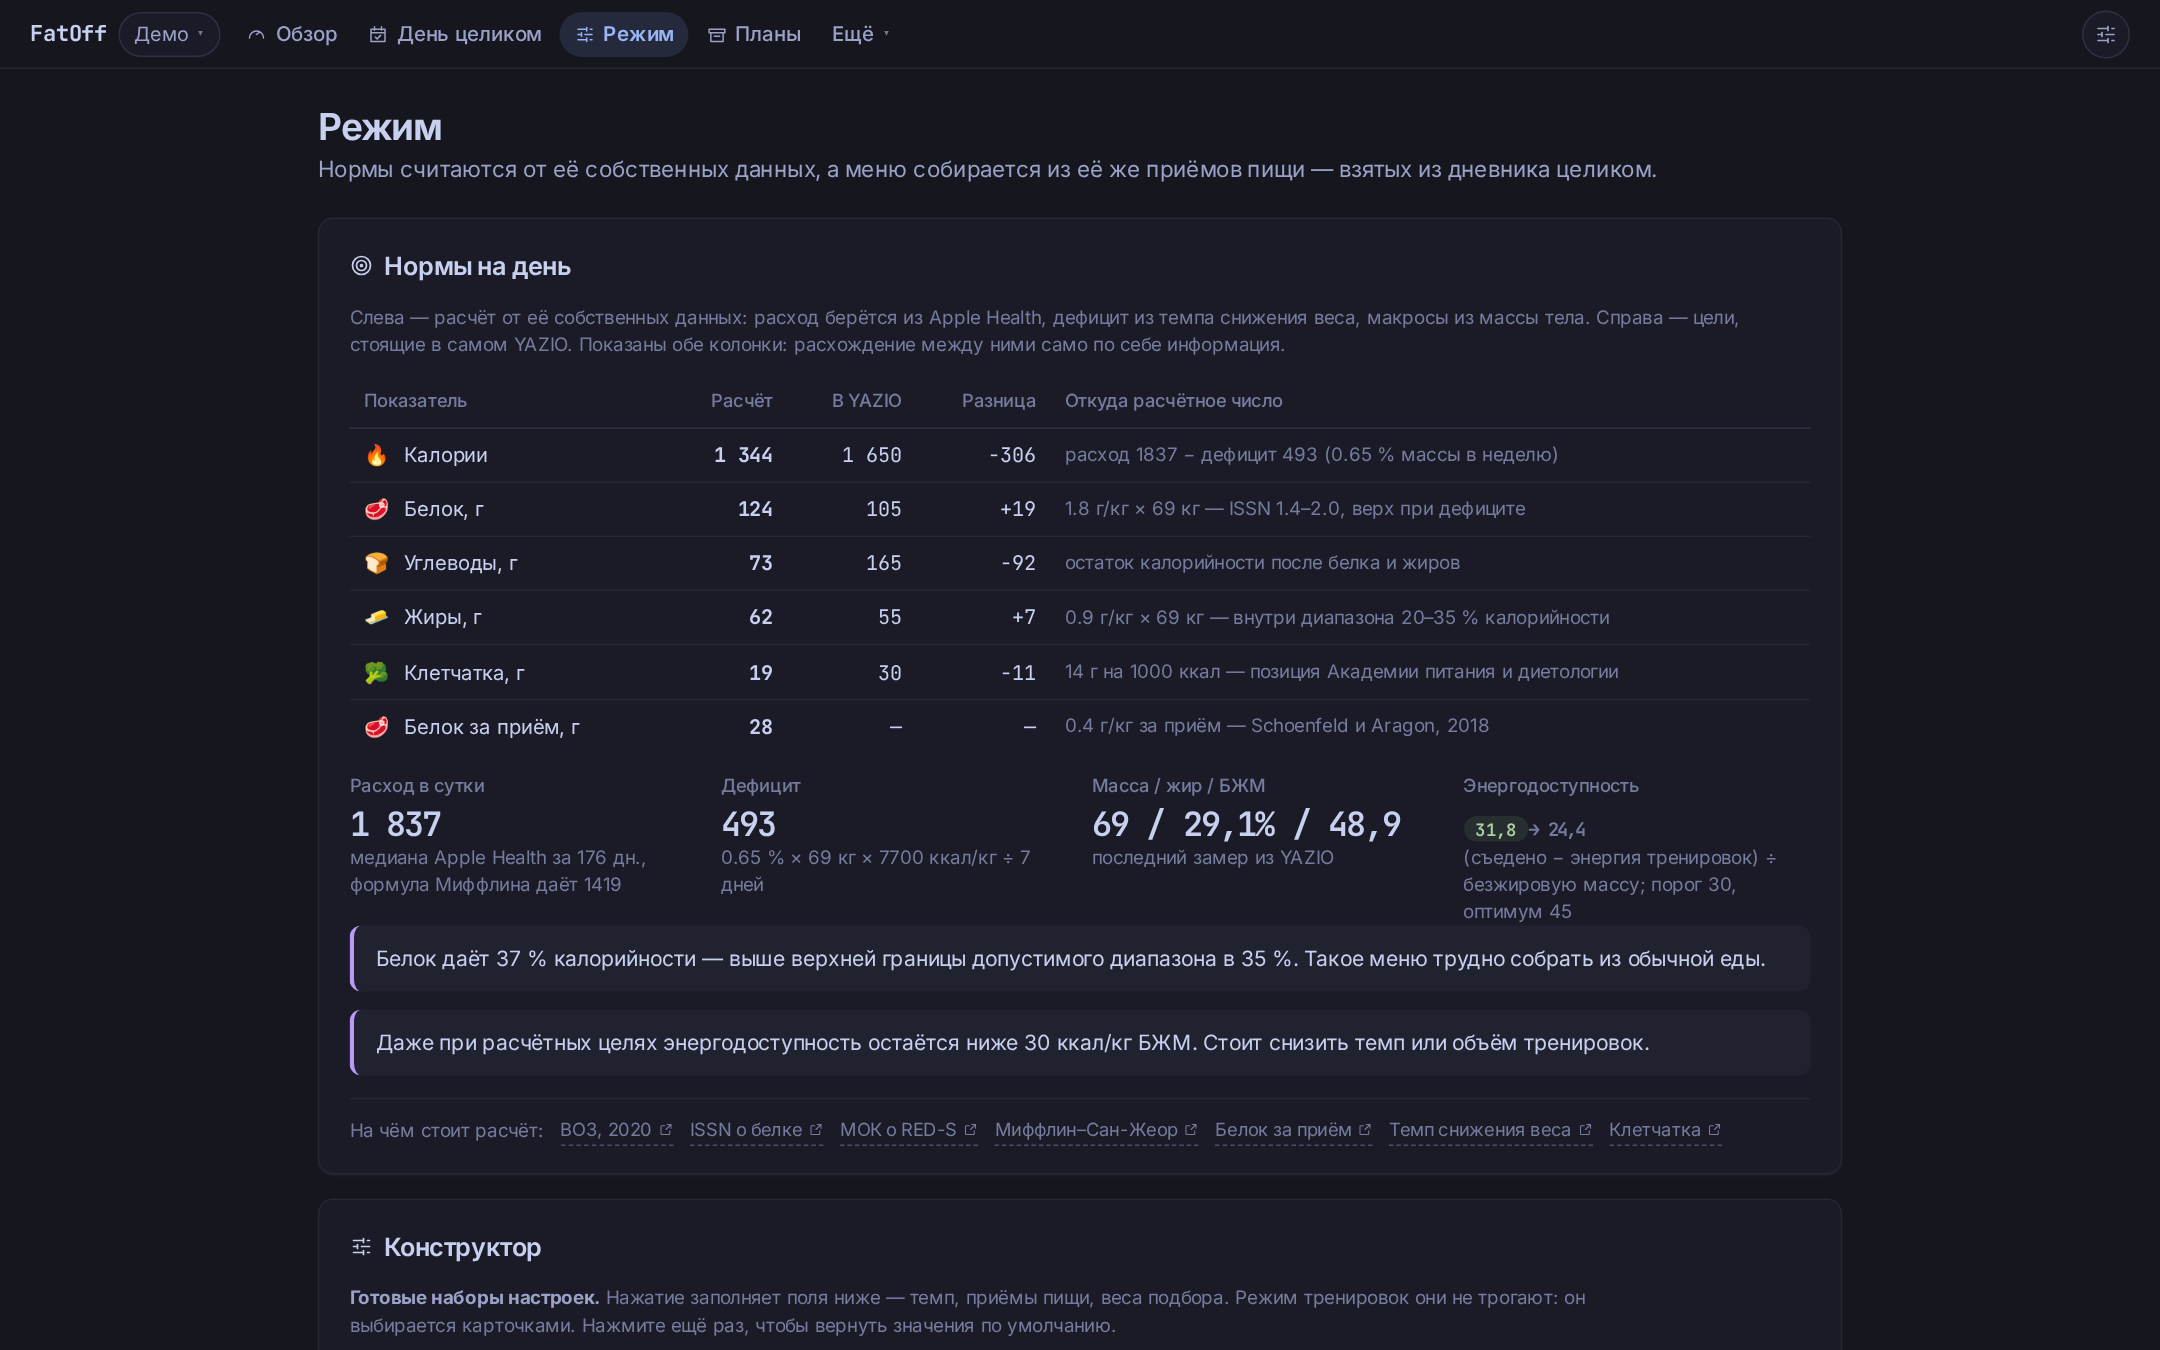 FatOff Демо Обзор День целиком Режим Планы Ещё
Режим
Нормы считаются от её собственных данных, а меню собирается из её же приёмов пищи — взятых из дневника целиком.
Нормы на день
Слева — расчёт от её собственных данных: расход берётся из Apple Health, дефицит из темпа снижения веса, макросы из массы тела. Справа — цели,
стоящие в самом YAZIO. Показаны обе колонки: расхождение между ними само по себе информация.
Показатель Расчёт В YAZIO Разница Откуда расчётное число
Калории 1 344 1 650 -306 расход 1837 − дефицит 493 (0.65 % массы в неделю)
Белок, г 124 105 +19 1.8 г/кг × 69 кг — ISSN 1.4–2.0, верх при дефиците
Углеводы, г 73 165 -92 остаток калорийности после белка и жиров
Жиры, г 62 55 +7 0.9 г/кг × 69 кг — внутри диапазона 20–35 % калорийности
Клетчатка, г 19 30 -11 14 г на 1000 ккал — позиция Академии питания и диетологии
Белок за приём, г 28 — — 0.4 г/кг за приём — Schoenfeld и Aragon, 2018
Расход в сутки Дефицит Масса / жир / БЖМ Энергодоступность
1 837 493 69 / 29,1% / 48,9 31,8 → 24,4
медиана Apple Health за 176 дн., 0.65 % × 69 кг × 7700 ккал/кг ÷ 7 последний замер из YAZIO (съедено − энергия тренировок) ÷
формула Миффлина даёт 1419 дней безжировую массу; порог 30,
оптимум 45
Белок даёт 37 % калорийности — выше верхней границы допустимого диапазона в 35 %. Такое меню трудно собрать из обычной еды.
Даже при расчётных целях энергодоступность остаётся ниже 30 ккал/кг БЖМ. Стоит снизить темп или объём тренировок.
На чём стоит расчёт: ВОЗ, 2020 ISSN о белке МОК о RED-S Миффлин–Сан-Жеор Белок за приём Темп снижения веса Клетчатка
Конструктор
Готовые наборы настроек. Нажатие заполняет поля ниже — темп, приёмы пищи, веса подбора. Режим тренировок они не трогают: он
выбирается карточками. Нажмите ещё раз, чтобы вернуть значения по умолчанию.